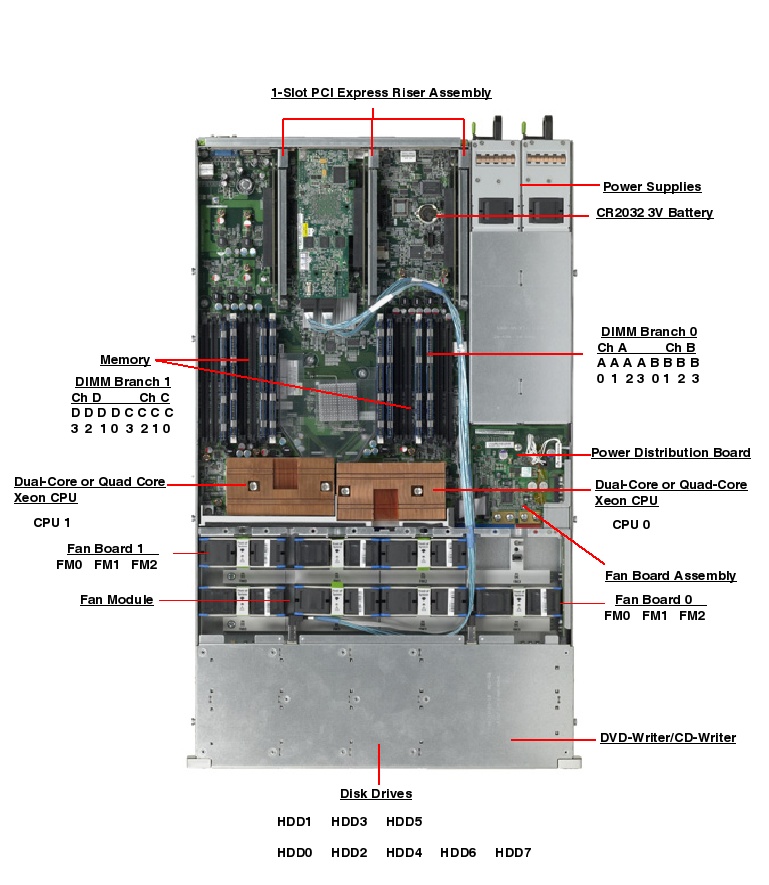 1-Slot PCI Express Riser Assembly
Power Supplies
CR2032 3V Battery
DIMM Branch 0
Ch A Ch B
A A A A B B B B
0 1 2 3 0 1 2 3
Memory
DIMM Branch 1
Ch D Ch C
D D D D C C C C
3 2 1 0 3 2 1 0
Power Distribution Board
Dual-Core or Quad Core
Xeon CPU
CPU 1
Dual-Core or Quad-Core
Xeon CPU
CPU 0
Fan Board 1
FM0 FM1 FM2
Fan Board Assembly
Fan Module
Fan Board 0
FM0 FM1 FM2
DVD-Writer/CD-Writer
Disk Drives
HDD1 HDD3 HDD5
HDD0 HDD2 HDD4 HDD6 HDD7